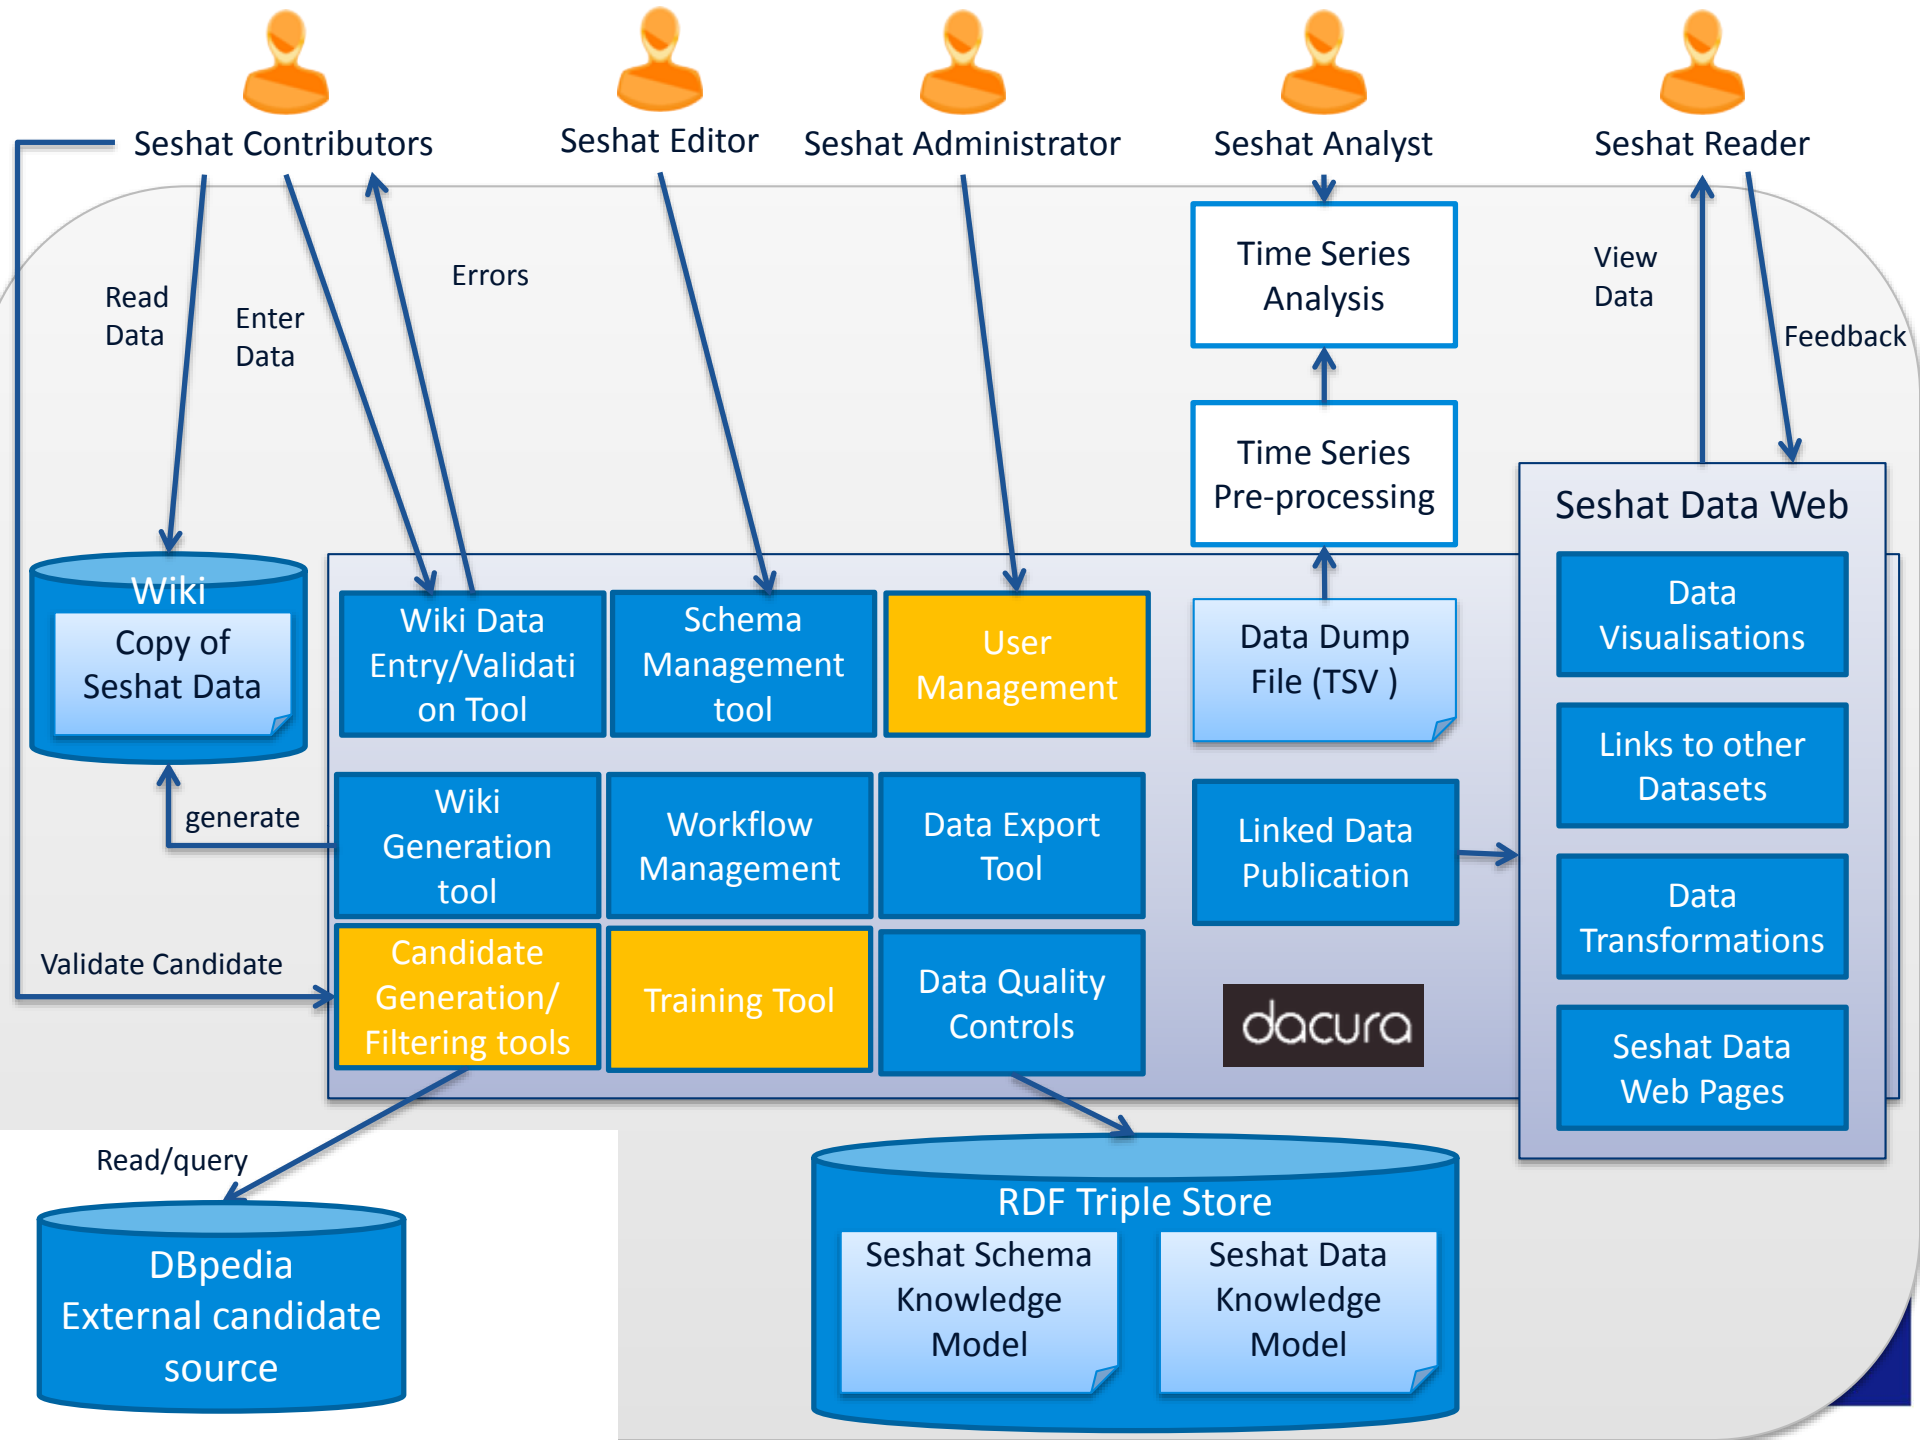 Seshat Contributors
Seshat Editor
Seshat Administrator
Seshat Analyst
Seshat Reader
Read
Data
Enter
Data
Errors
Time Series
Analysis
View
Data
Feedback
Time Series
Pre-processing
Seshat Data Web
Wiki
Copy of
Seshat Data
Wiki Data
Entry/Validati
on Tool
Schema
Management
tool
User
Management
Data Dump
File (TSV )
Data
Visualisations
Links to other
Datasets
generate
Wiki
Generation
tool
Workflow
Management
Data Export
Tool
Linked Data
Publication
Data
Transformations
Validate Candidate
Candidate
Generation/
Filtering tools
Training Tool
Data Quality
Controls
dacura
Seshat Data
Web Pages
Read/query
DBpedia
External candidate
source
RDF Triple Store
Seshat Schema
Knowledge
Model
Seshat Data
Knowledge
Model